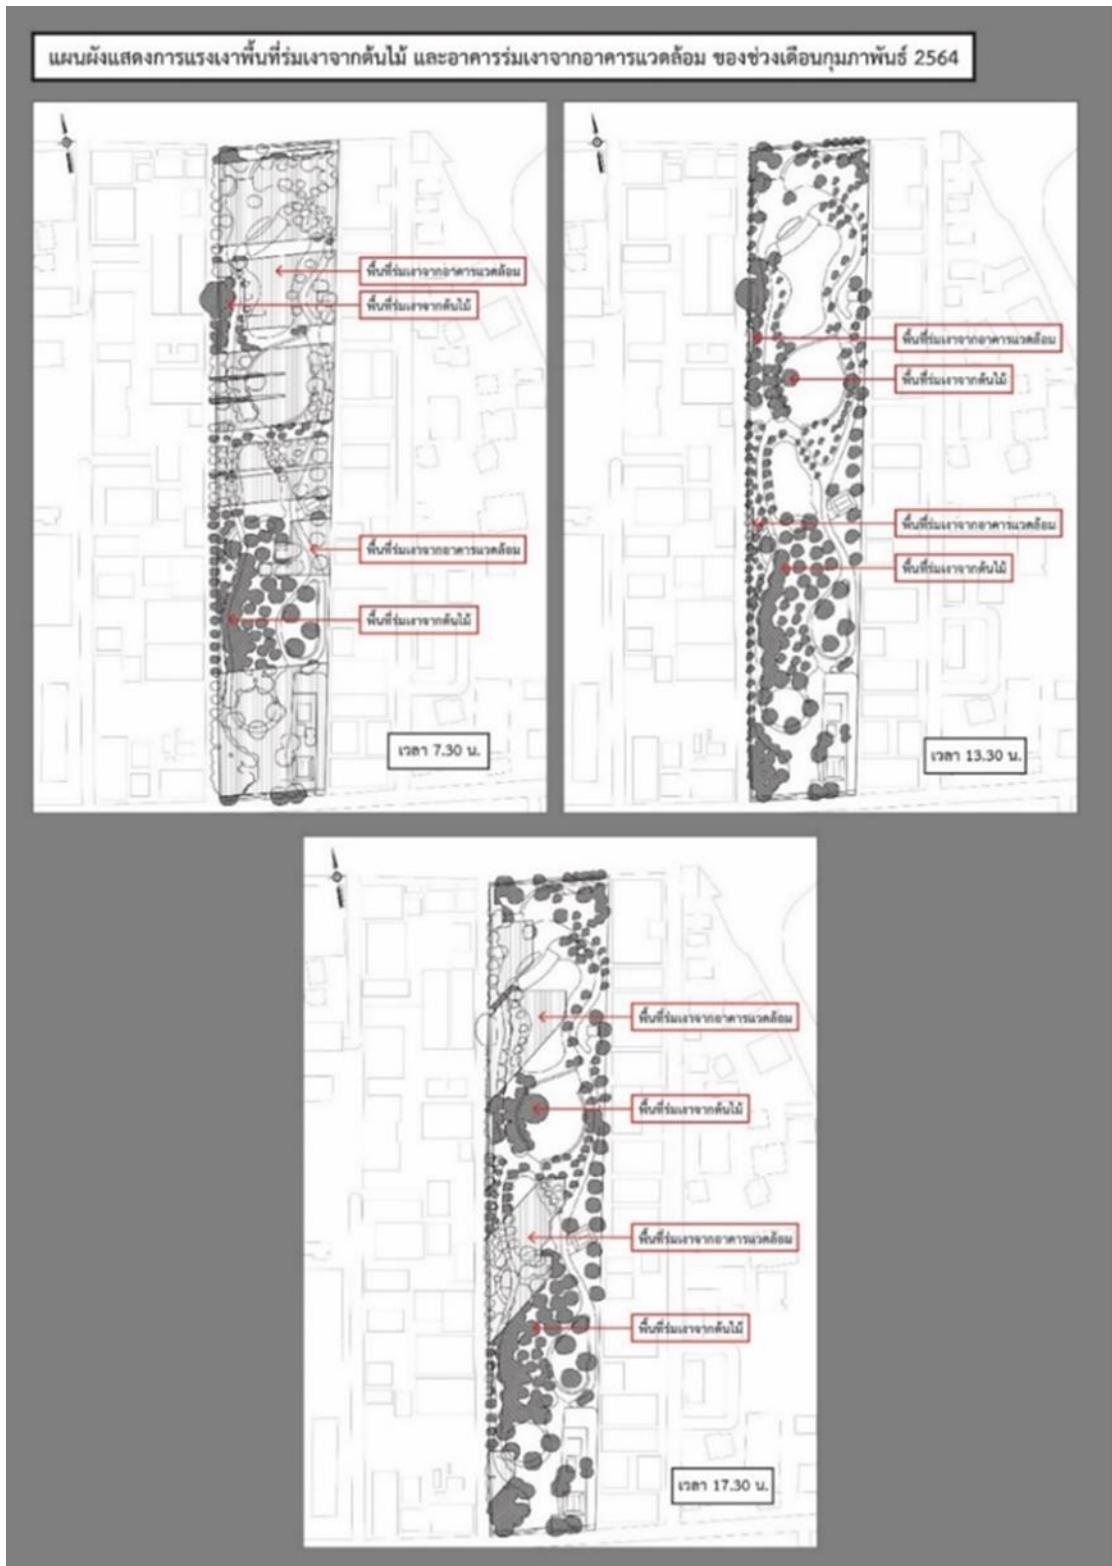 แผนผังแสดงการแรงเงาพื้นที่ร่มเงาจากต้นไม้ และอาคารร่มเงาจากอาคารแวดล้อม ของช่วงเดือนกุมภาพันธ์ 2564
พื้นที่ร่มเงาจากอาคารแวดล้อม
พื้นที่ร่มเงาจากต้นไม้
พื้นที่ร่มเงาจากอาคารแวดล้อม
พื้นที่ร่มเงาจากต้นไม้
เวลา 7.30 น.
พื้นที่ร่มเงาจากอาคารแวดล้อม
พื้นที่ร่มเงาจากต้นไม้
พื้นที่ร่มเงาจากอาคารแวดล้อม
พื้นที่ร่มเงาจากต้นไม้
เวลา 13.30 น.
พื้นที่ร่มเงาจากอาคารแวดล้อม
พื้นที่ร่มเงาจากต้นไม้
พื้นที่ร่มเงาจากอาคารแวดล้อม
พื้นที่ร่มเงาจากต้นไม้
เวลา 17.30 น.